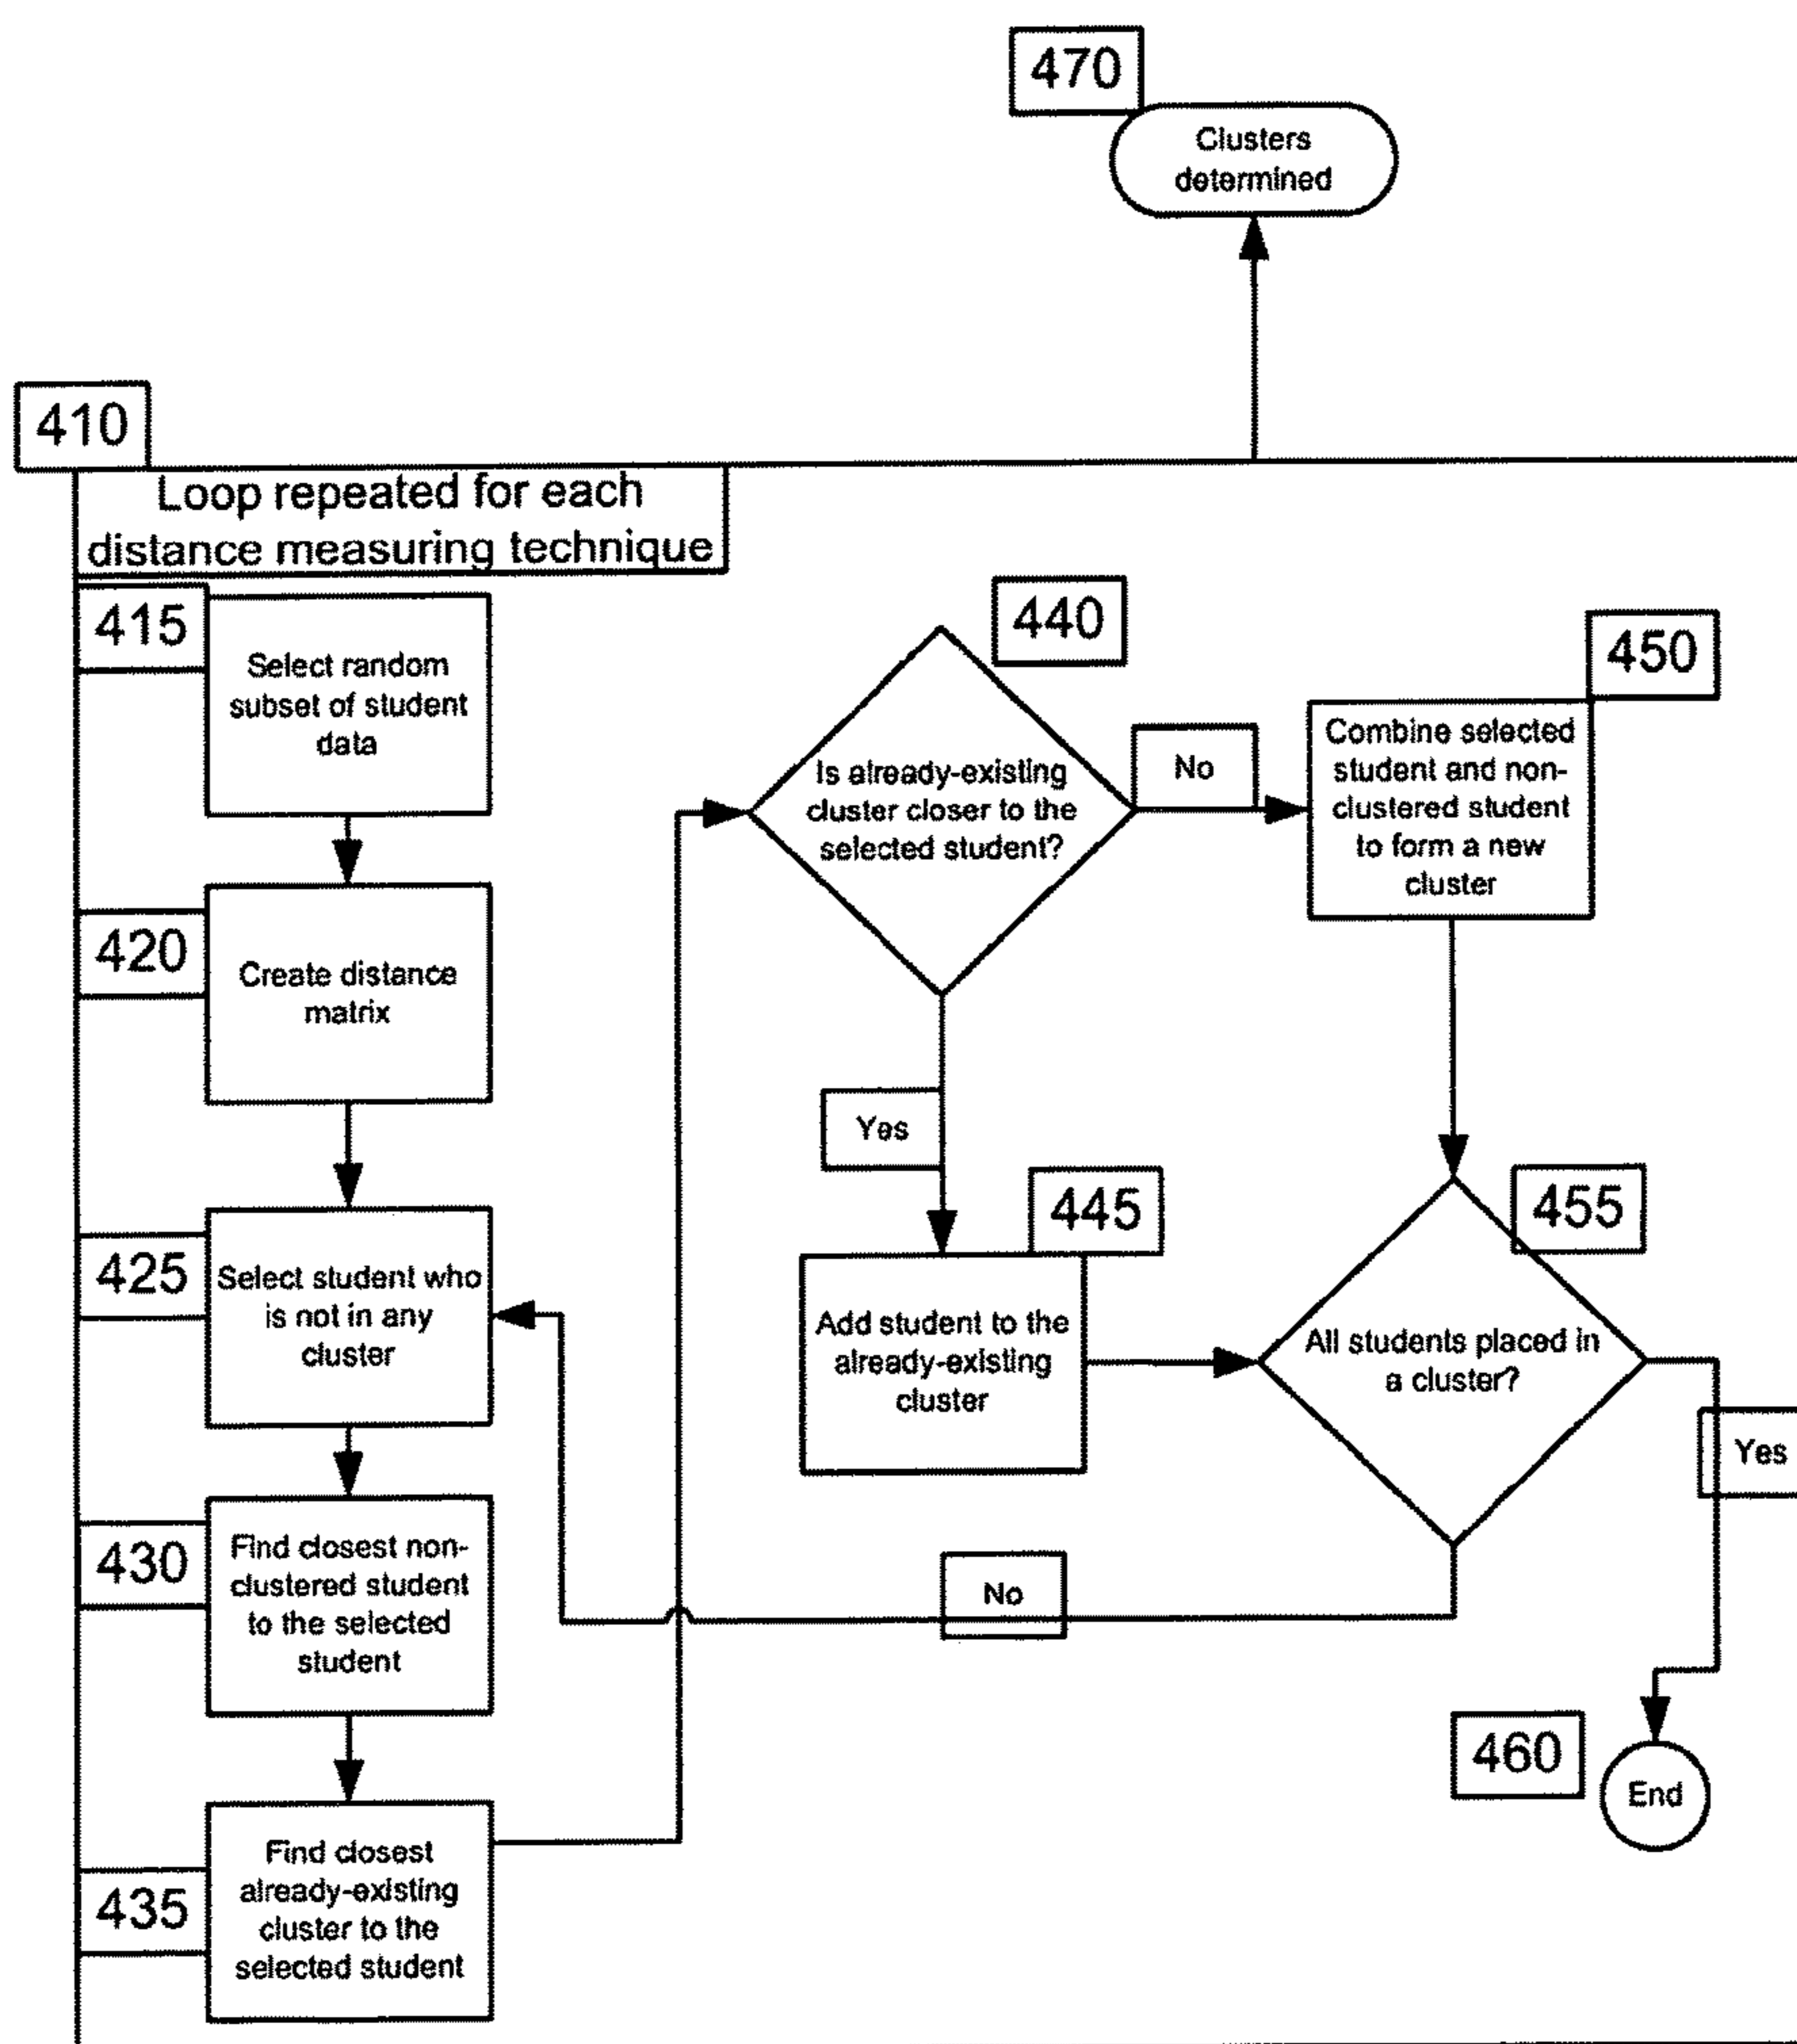 470
Clusters
determined
410
Loop repeated for each
distance measuring technique
415
Select random
subset of student
data
420
Create distance
matrix
425
Select student who
is not in any
cluster
430
Find closest non-
clustered student
to the selected
student
435
Find closest
already-existing
cluster to the
selected student
440
Is already-existing
cluster closer to the
selected student?
No
Yes
450
Combine selected
student and non-
clustered student
to form a new
cluster
445
Add student to the
already-existing
cluster
455
All students placed in
a cluster?
Yes
No
460
End